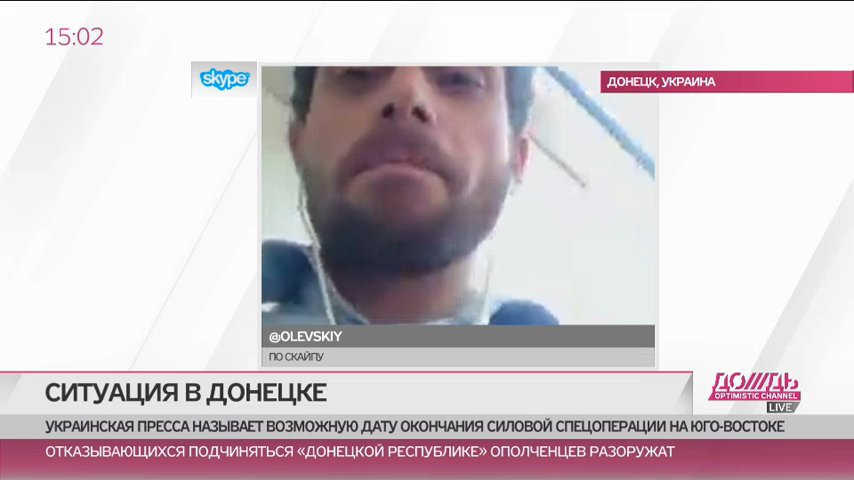 15:02
skype
ДОНЕЦК, УКРАИНА
@OLEVSKIY
ПО СКАЙПУ
СИТУАЦИЯ В ДОНЕЦКЕ
ДОЖДЬ
OPTIMISTIC CHANNEL
LIVE
УКРАИНСКАЯ ПРЕССА НАЗЫВАЕТ ВОЗМОЖНУЮ ДАТУ ОКОНЧАНИЯ СИЛОВОЙ СПЕЦОПЕРАЦИИ НА ЮГО-ВОСТОКЕ
ОТКАЗЫВАЮЩИХСЯ ПОДЧИНЯТЬСЯ «ДОНЕЦКОЙ РЕСПУБЛИКЕ» ОПОЛЧЕНЦЕВ РАЗОРУЖАТ